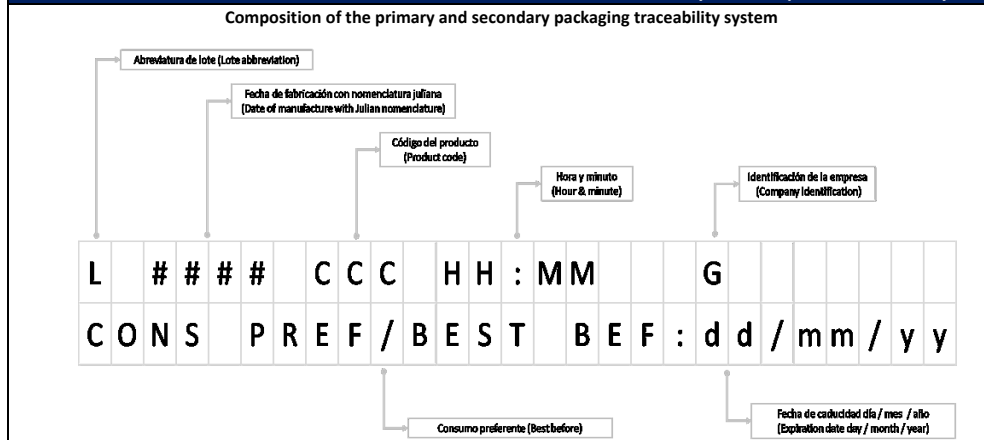 Composition of the primary and secondary packaging traceability system
Abreviatura de lote (Lote abbreviation)
Fecha de fabricación con nomenclatura juliana
(Date of manufacture with Julian nomenclature)
Código del producto
(Product code)
Hora y minuto
(Hour & minute)
Identificación de la empresa
(Company identification)
L #### CCC HH:MM G
CONS PREF/BEST BEF:dd/mm/yy
Consumo preferente (Best before)
Fecha de caducidad día / mes / año
(Expiration date day / month / year)